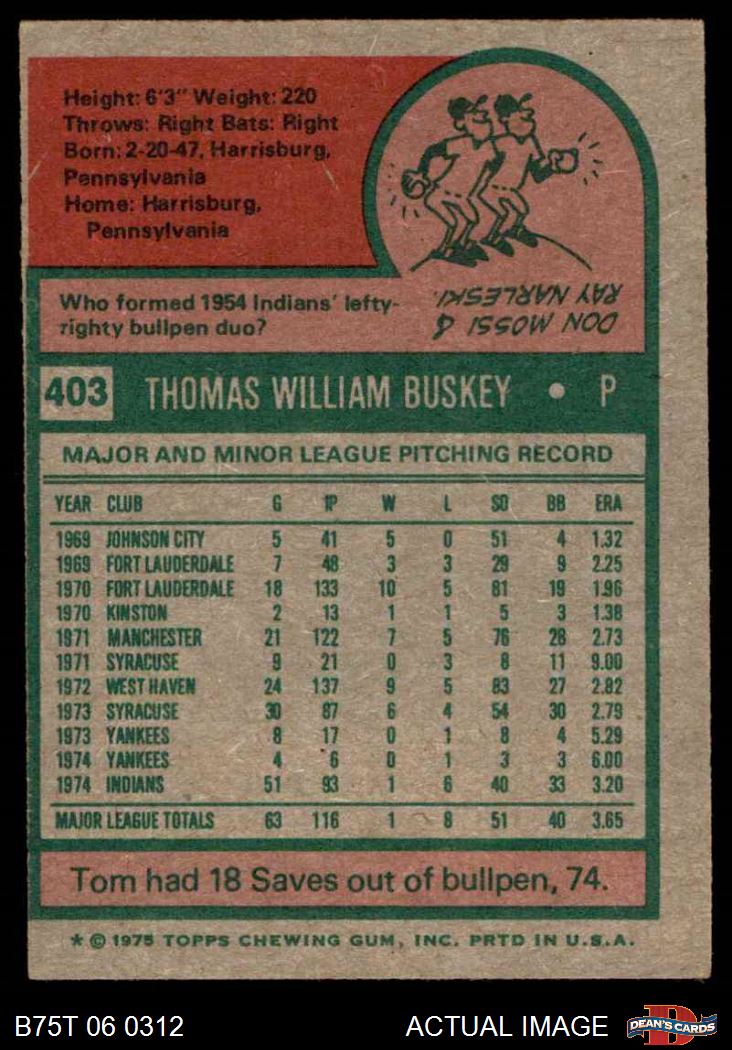 Height: 6'3" Weight: 220
Throws: Right Bats: Right
Born: 2-20-47, Harrisburg,
Pennsylvania
Home: Harrisburg,
Pennsylvania
Who formed 1954 Indians' lefty-
righty bullpen duo?
DON MOSSI &
RAY NARLESKI.
403 THOMAS WILLIAM BUSKEY • P
MAJOR AND MINOR LEAGUE PITCHING RECORD
YEAR CLUB G IP W L SO BB ERA
1969 JOHNSON CITY 5 41 5 0 51 4 1.32
1969 FORT LAUDERDALE 7 48 3 3 29 9 2.25
1970 FORT LAUDERDALE 18 133 10 5 81 19 1.96
1970 KINSTON 2 13 1 1 5 3 1.38
1971 MANCHESTER 21 122 7 5 76 28 2.73
1971 SYRACUSE 9 21 0 3 8 11 9.00
1972 WEST HAVEN 24 137 9 5 83 27 2.82
1973 SYRACUSE 30 87 6 4 54 30 2.79
1973 YANKEES 8 17 0 1 8 4 5.29
1974 YANKEES 4 6 0 1 3 3 6.00
1974 INDIANS 51 93 1 6 40 33 3.20
MAJOR LEAGUE TOTALS 63 116 1 8 51 40 3.65
Tom had 18 Saves out of bullpen, 74.
* © 1975 TOPPS CHEWING GUM, INC. PRTD IN U.S.A.
B75T 06 0312 ACTUAL IMAGE D DEAN'S CARDS